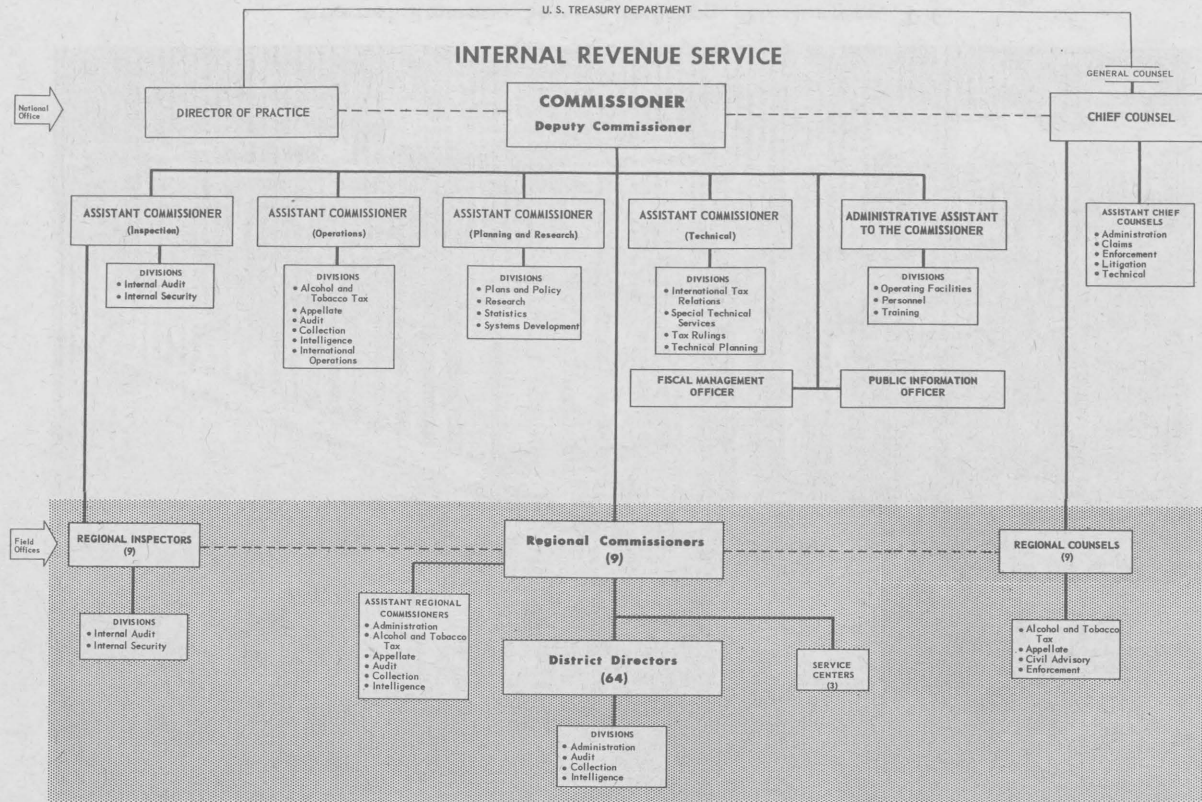 U. S. TREASURY DEPARTMENT
INTERNAL REVENUE SERVICE
GENERAL COUNSEL
National
Office
DIRECTOR OF PRACTICE
COMMISSIONER
Deputy Commissioner
CHIEF COUNSEL
ASSISTANT COMMISSIONER
(Inspection)
DIVISIONS
• Internal Audit
• Internal Security
ASSISTANT COMMISSIONER
(Operations)
DIVISIONS
• Alcohol and
Tobacco Tax
• Appellate
• Audit
• Collection
• Intelligence
• International
Operations
ASSISTANT COMMISSIONER
(Planning and Research)
DIVISIONS
• Plans and Policy
• Research
• Statistics
• Systems Development
ASSISTANT COMMISSIONER
(Technical)
DIVISIONS
• International Tax
Relations
• Special Technical
Services
• Tax Rulings
• Technical Planning
ADMINISTRATIVE ASSISTANT
TO THE COMMISSIONER
DIVISIONS
• Operating Facilities
• Personnel
• Training
ASSISTANT CHIEF
COUNSELS
• Administration
• Claims
• Enforcement
• Litigation
• Technical
FISCAL MANAGEMENT
OFFICER
PUBLIC INFORMATION
OFFICER
Field
Offices
REGIONAL INSPECTORS
(9)
DIVISIONS
• Internal Audit
• Internal Security
Regional Commissioners
(9)
ASSISTANT REGIONAL
COMMISSIONERS
• Administration
• Alcohol and Tobacco
Tax
• Appellate
• Audit
• Collection
• Intelligence
District Directors
(64)
DIVISIONS
• Administration
• Audit
• Collection
• Intelligence
SERVICE
CENTERS
(3)
REGIONAL COUNSELS
(9)
• Alcohol and Tobacco
Tax
• Appellate
• Civil Advisory
• Enforcement